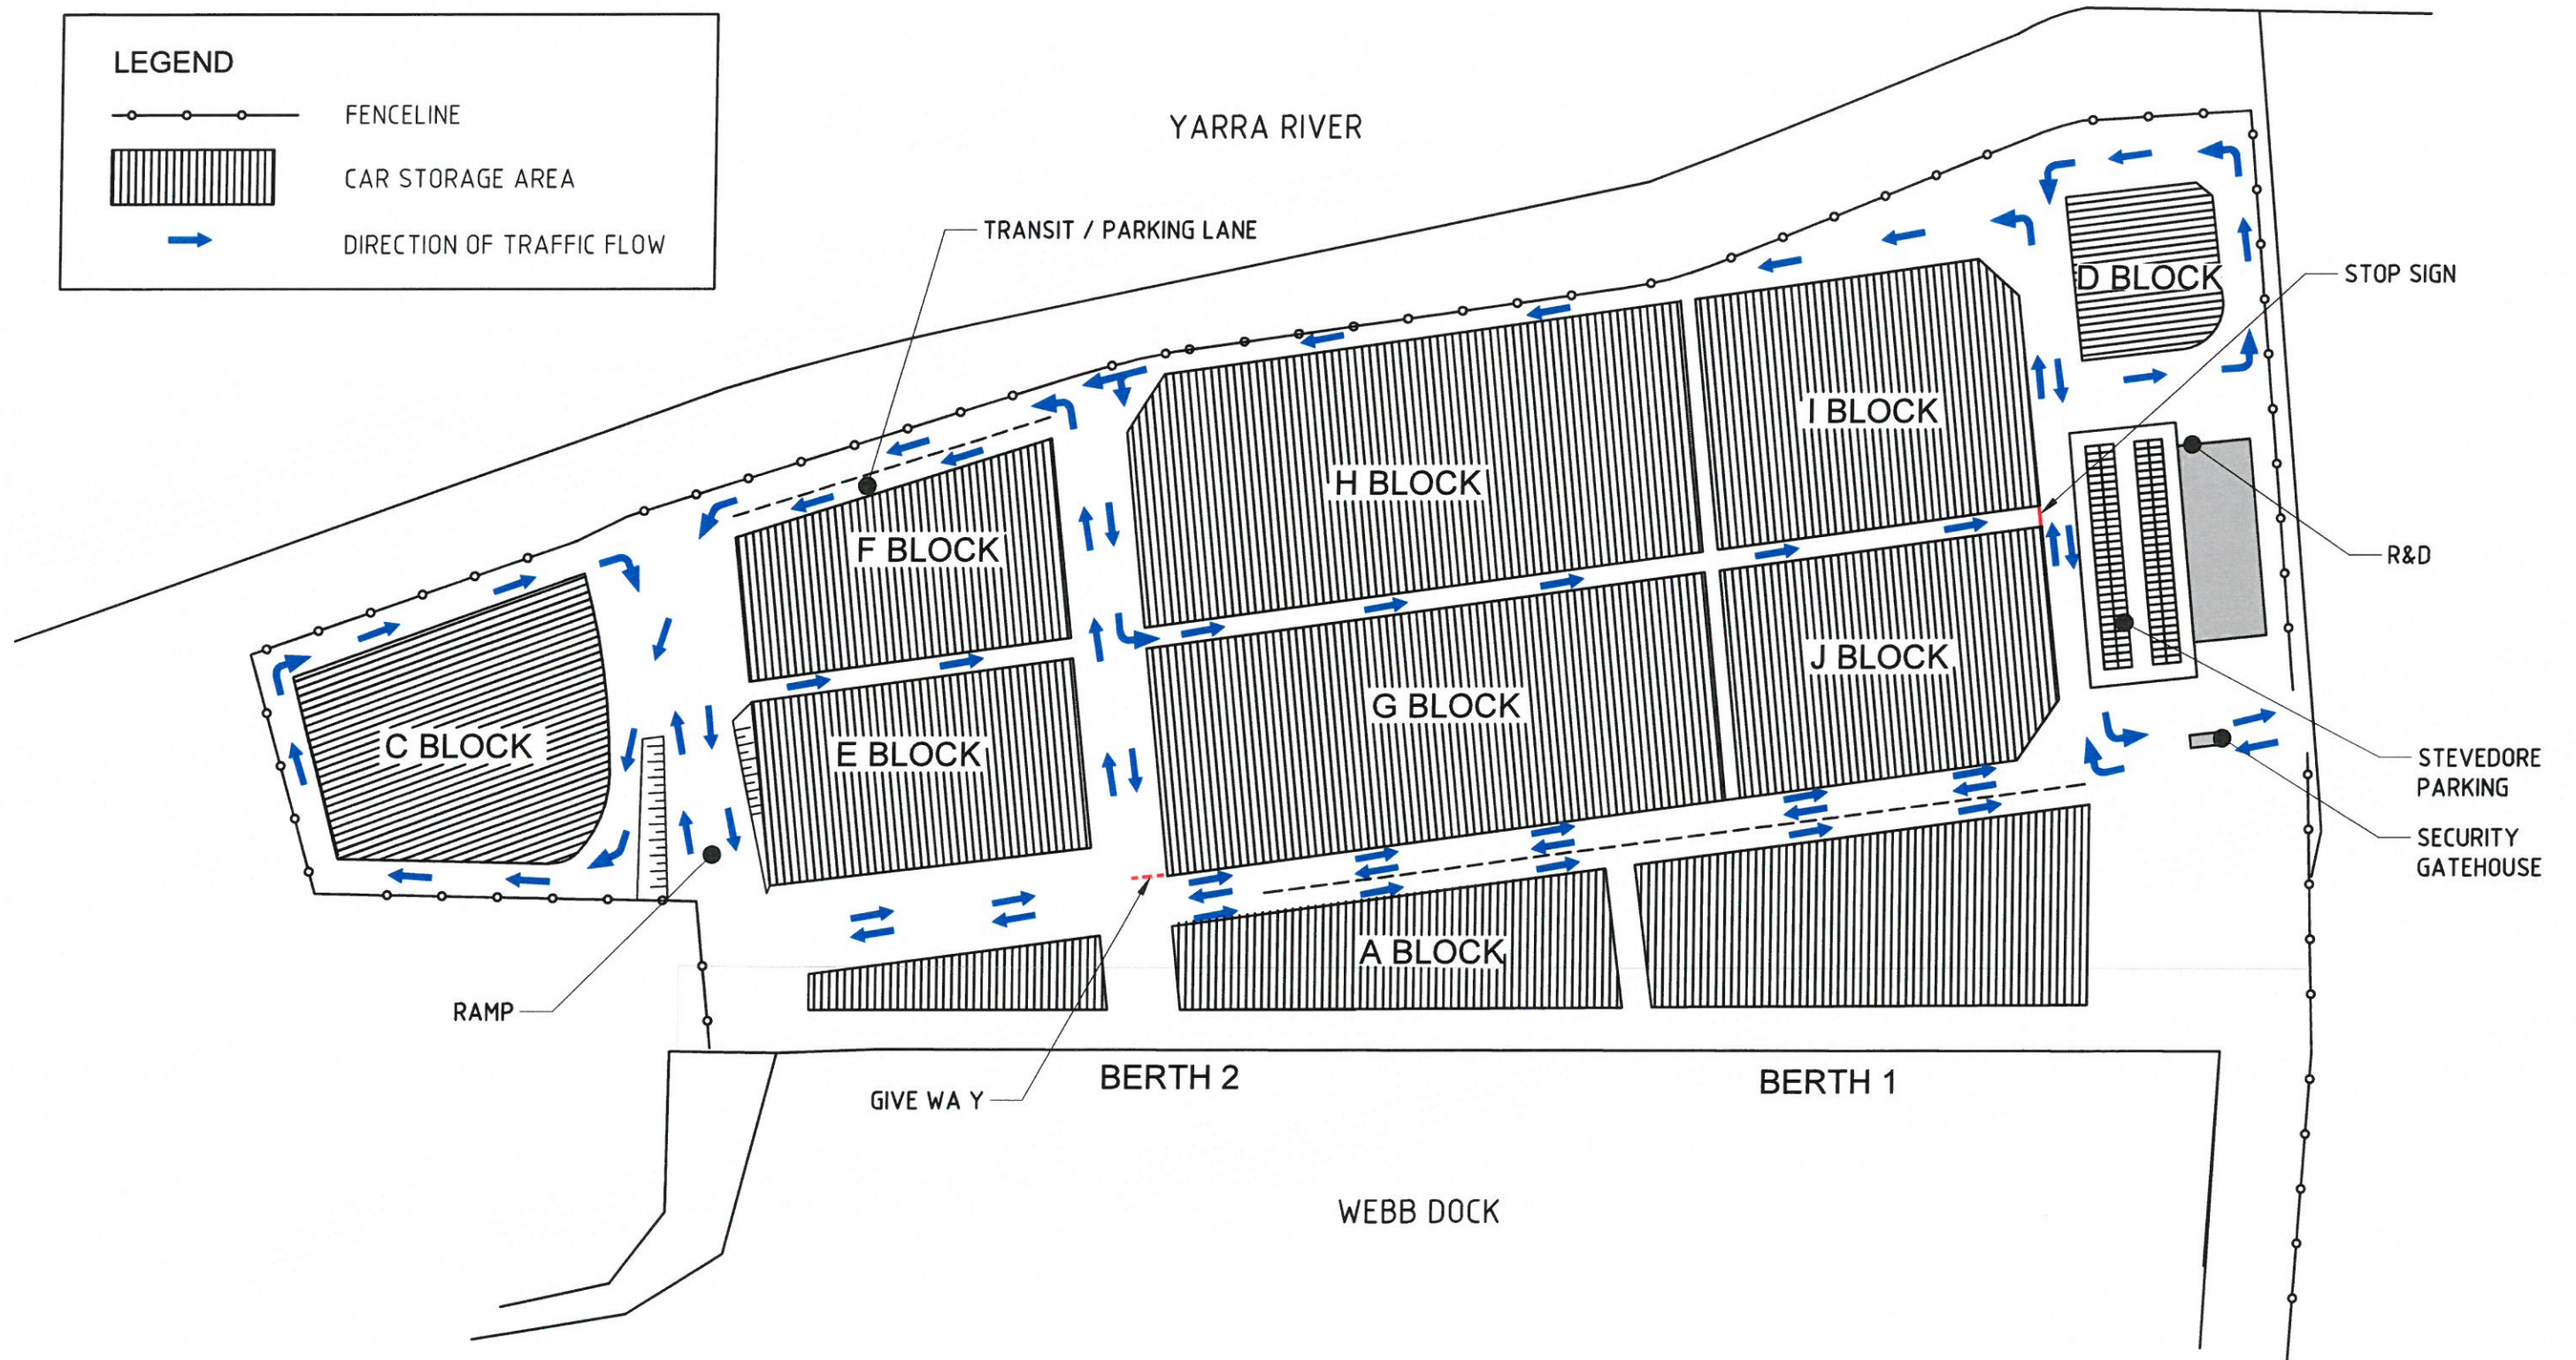 LEGEND
FENCELINE
CAR STORAGE AREA
DIRECTION OF TRAFFIC FLOW
YARRA RIVER
TRANSIT / PARKING LANE
D BLOCK
STOP SIGN
I BLOCK
H BLOCK
F BLOCK
R&D
J BLOCK
G BLOCK
C BLOCK
E BLOCK
STEVEDORE
PARKING
SECURITY
GATEHOUSE
A BLOCK
RAMP
BERTH 2
BERTH 1
GIVE WA Y
WEBB DOCK